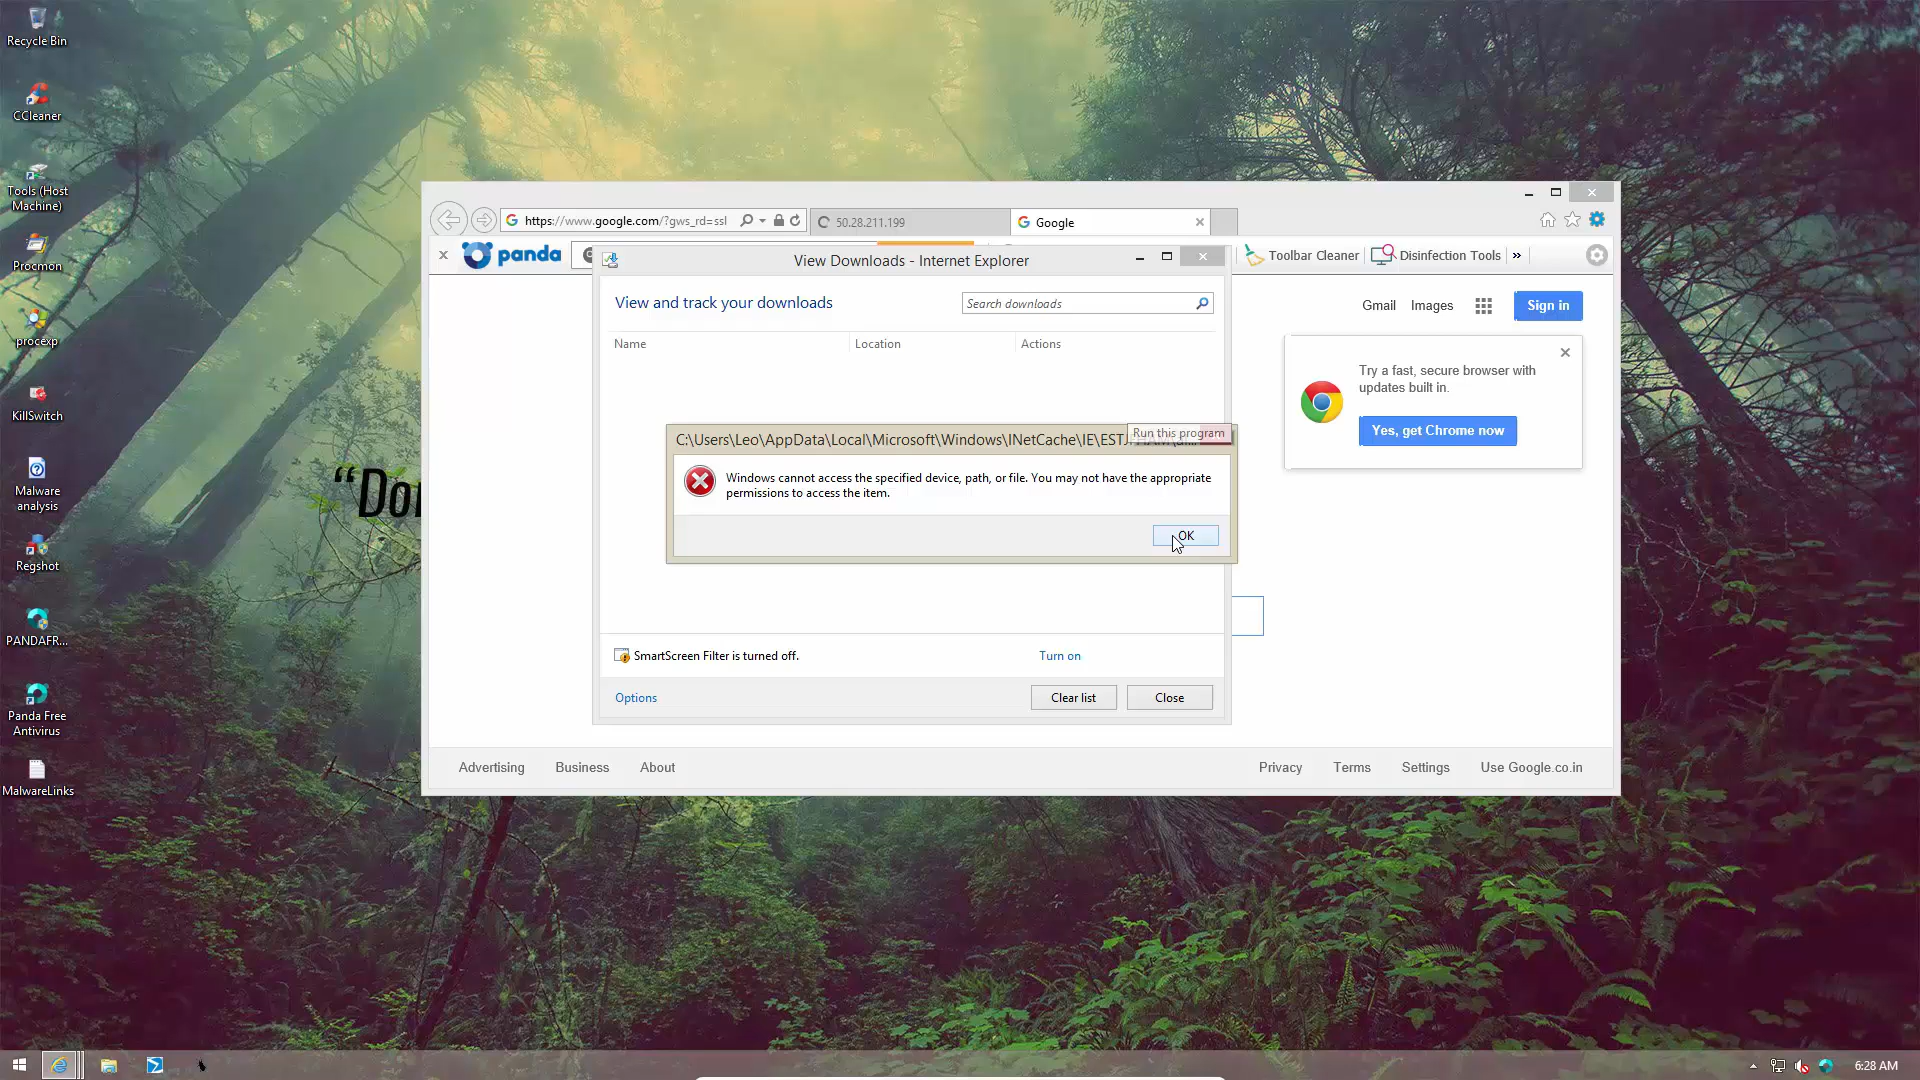 Recycle Bin
CCleaner
Tools (Host
Machine)
Procmon
procexp
KillSwitch
Malware
analysis
Regshot
PANDAFR...
Panda Free
Antivirus
MalwareLinks
“Do
https://www.google.com/?gws_rd=ssl
50.28.211.199
Google
panda
Toolbar Cleaner
Disinfection Tools
»
View Downloads - Internet Explorer
View and track your downloads
Search downloads
Name
Location
Actions
Gmail
Images
Sign in
Try a fast, secure browser with
updates built in.
Yes, get Chrome now
Run this program
C:\Users\Leo\AppData\Local\Microsoft\Windows\INetCache\IE\
Windows cannot access the specified device, path, or file. You may not have the appropriate
permissions to access the item.
OK
SmartScreen Filter is turned off.
Turn on
Options
Clear list
Close
Advertising
Business
About
Privacy
Terms
Settings
Use Google.co.in
6:28 AM